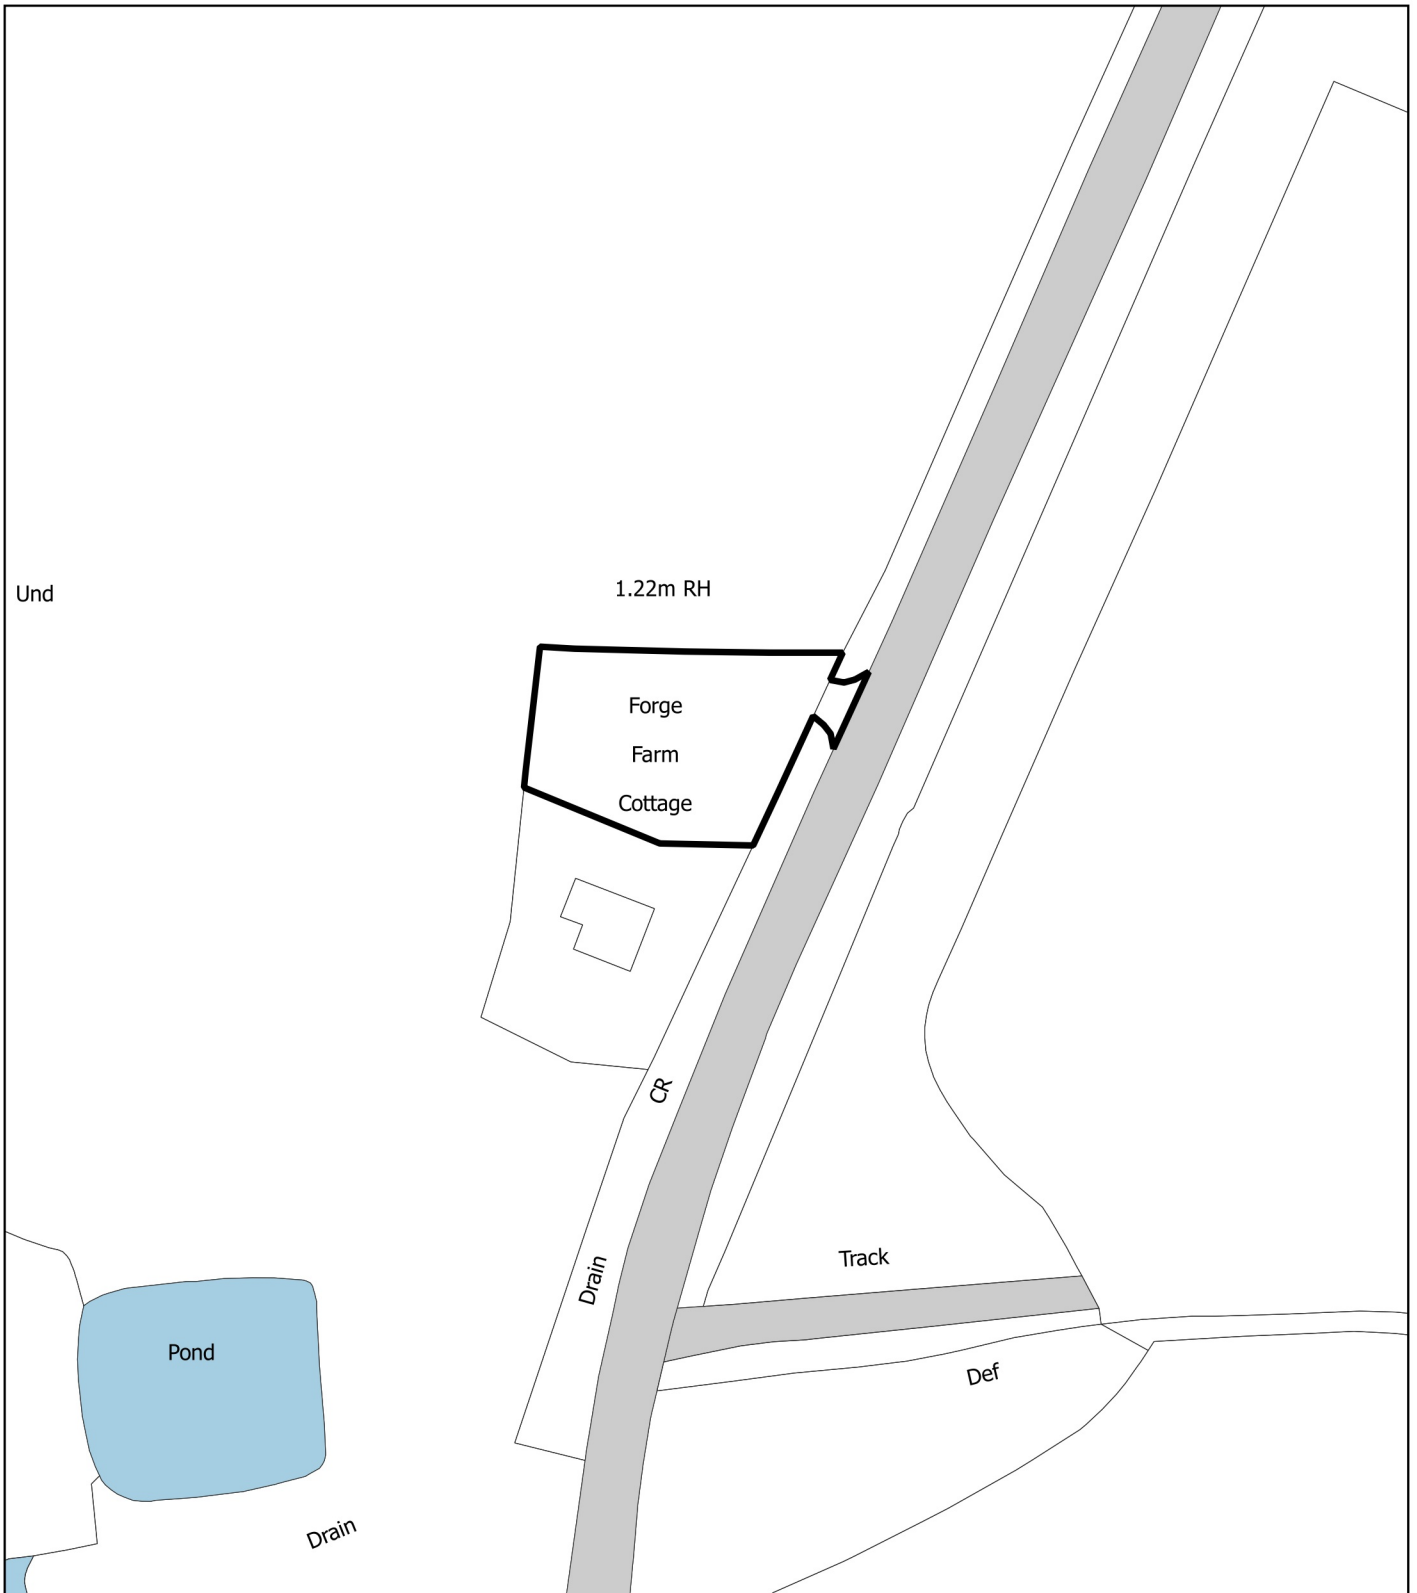 Und
1.22m RH
Forge
Farm
Cottage
CR
Drain
Track
Pond
Def
Drain